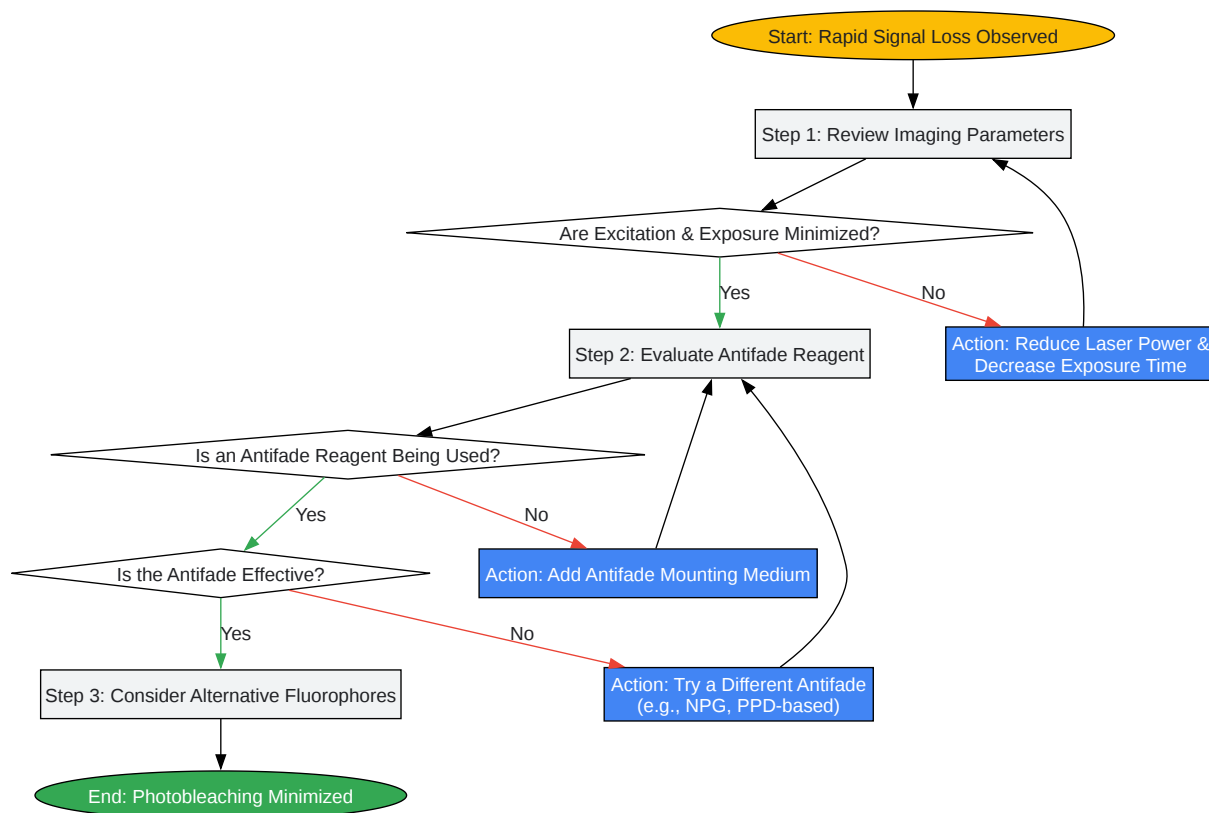 Start: Rapid Signal Loss Observed
Step 1: Review Imaging Parameters
Are Excitation & Exposure Minimized?
Yes
No
Step 2: Evaluate Antifade Reagent
Action: Reduce Laser Power &
Decrease Exposure Time
Is an Antifade Reagent Being Used?
Yes
No
Is the Antifade Effective?
Action: Add Antifade Mounting Medium
Yes
No
Step 3: Consider Alternative Fluorophores
Action: Try a Different Antifade
(e.g., NPG, PPD-based)
End: Photobleaching Minimized